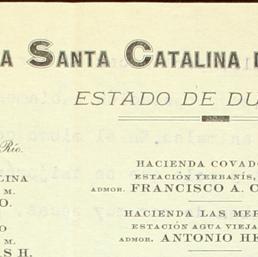 A SANTA CATALINA D
ESTADO DE DU
Río.
HACIENDA COVADO
LINA
ESTACIÓN YERBANÍS,
M.
ADMOR. FRANCISCO A. C
O.
HACIENDA LAS MER
O
ESTACIÓN AGUA VIEJA
M.
ADMOR. ANTONIO HE
AS H.